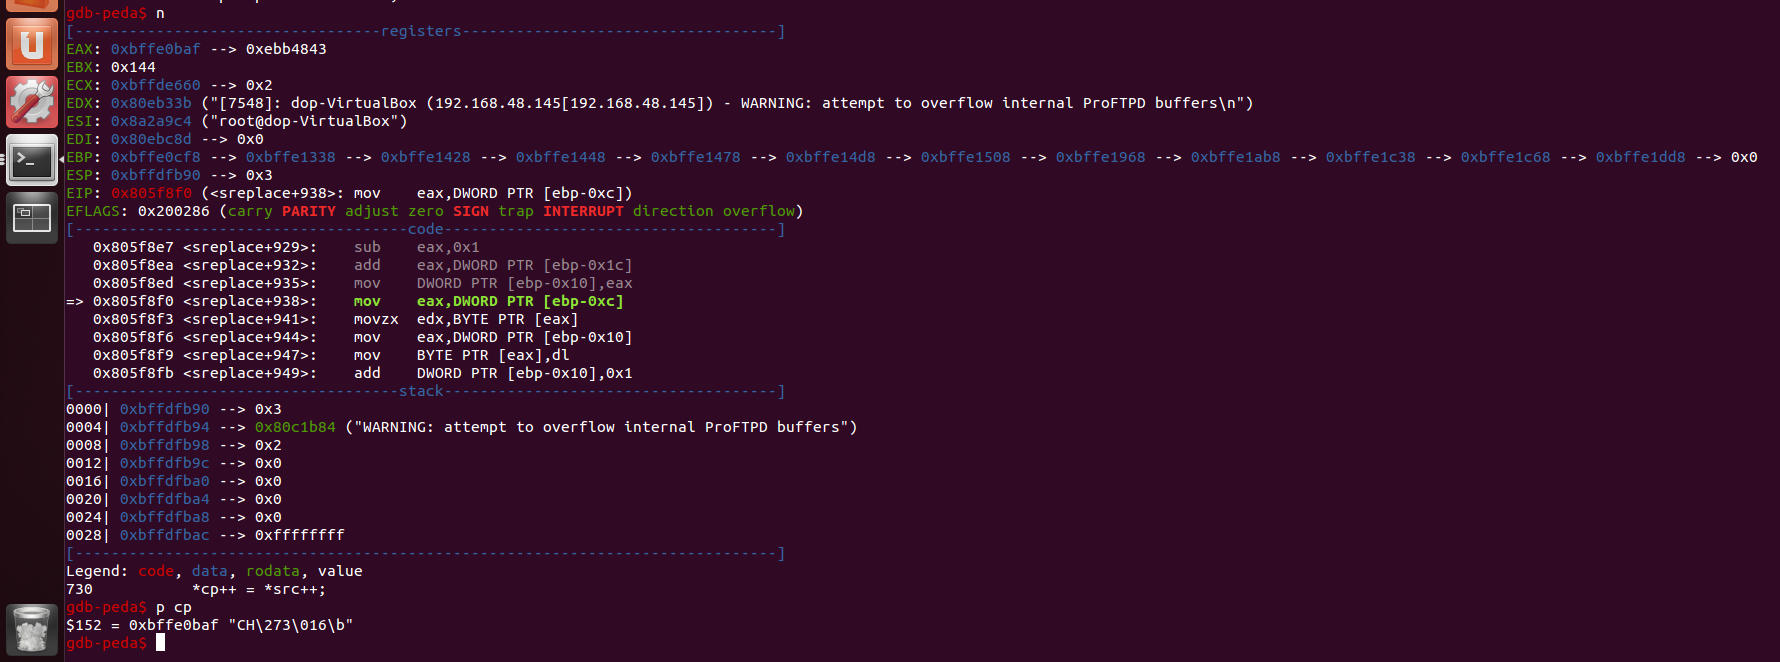 gdb-peda$ n
[----------------------------------registers-----------------------------------]
EAX: 0xbffe0baf --> 0xebb4843
EBX: 0x144
ECX: 0xbffde660 --> 0x2
EDX: 0x80eb33b ("[7548]: dop-VirtualBox (192.168.48.145[192.168.48.145]) - WARNING: attempt to overflow internal ProFTPD buffers\n")
ESI: 0x8a2a9c4 ("root@dop-VirtualBox")
EDI: 0x80ebc8d --> 0x0
EBP: 0xbffe0cf8 --> 0xbffe1338 --> 0xbffe1428 --> 0xbffe1448 --> 0xbffe1478 --> 0xbffe14d8 --> 0xbffe1508 --> 0xbffe1968 --> 0xbffe1ab8 --> 0xbffe1c38 --> 0xbffe1c68 --> 0xbffe1dd8 --> 0x0
ESP: 0xbffdfb90 --> 0x3
EIP: 0x805f8f0 (<sreplace+938>: mov    eax,DWORD PTR [ebp-0xc])
EFLAGS: 0x200286 (carry PARITY adjust zero SIGN trap INTERRUPT direction overflow)
[-------------------------------------code-------------------------------------]
   0x805f8e7 <sreplace+929>:    sub    eax,0x1
   0x805f8ea <sreplace+932>:    add    eax,DWORD PTR [ebp-0x1c]
   0x805f8ed <sreplace+935>:    mov    DWORD PTR [ebp-0x10],eax
=> 0x805f8f0 <sreplace+938>:    mov    eax,DWORD PTR [ebp-0xc]
   0x805f8f3 <sreplace+941>:    movzx  edx,BYTE PTR [eax]
   0x805f8f6 <sreplace+944>:    mov    eax,DWORD PTR [ebp-0x10]
   0x805f8f9 <sreplace+947>:    mov    BYTE PTR [eax],dl
   0x805f8fb <sreplace+949>:    add    DWORD PTR [ebp-0x10],0x1
[------------------------------------stack-------------------------------------]
0000| 0xbffdfb90 --> 0x3
0004| 0xbffdfb94 --> 0x80c1b84 ("WARNING: attempt to overflow internal ProFTPD buffers")
0008| 0xbffdfb98 --> 0x2
0012| 0xbffdfb9c --> 0x0
0016| 0xbffdfba0 --> 0x0
0020| 0xbffdfba4 --> 0x0
0024| 0xbffdfba8 --> 0x0
0028| 0xbffdfbac --> 0xffffffff
[------------------------------------------------------------------------------]
Legend: code, data, rodata, value
730           *cp++ = *src++;
gdb-peda$ p cp
$152 = 0xbffe0baf "CH\273\016\b"
gdb-peda$